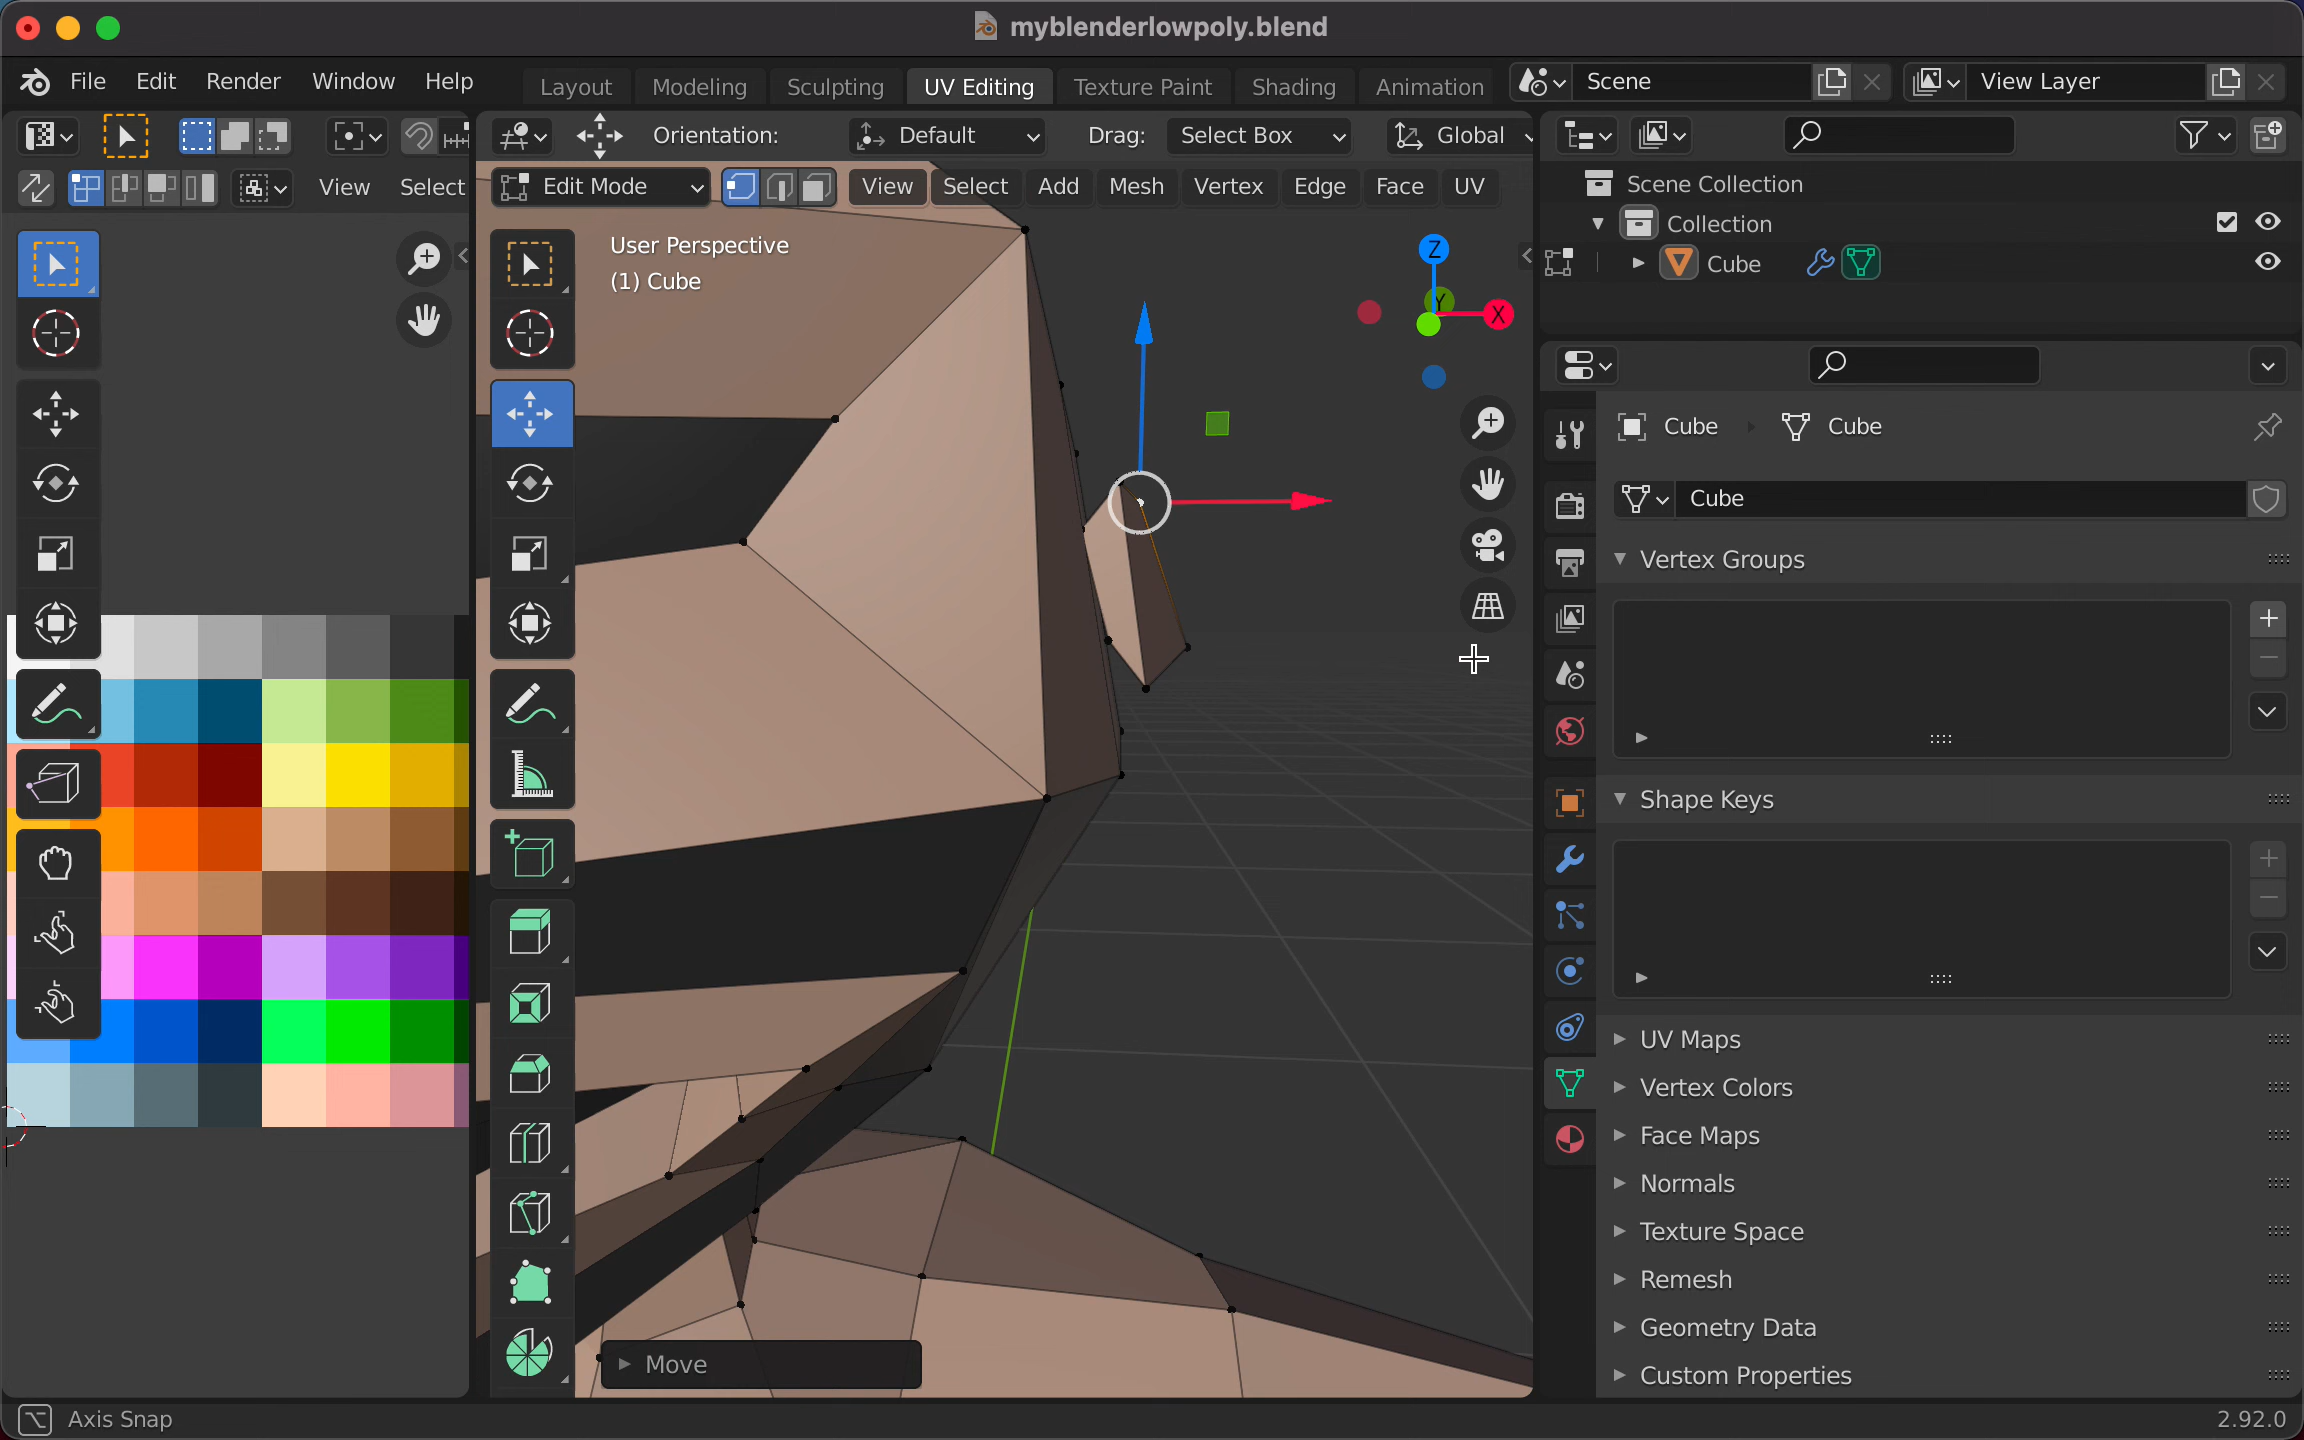 myblenderlowpoly.blend
File Edit Render Window Help Layout Modeling Sculpting UV Editing Texture Paint Shading Animation Scene View Layer
Orientation: Default Drag: Select Box Global
View Select Edit Mode View Select Add Mesh Vertex Edge Face UV
Scene Collection
Collection
Cube
User Perspective
(1) Cube
Z
Y
X
Cube Cube
Cube
Vertex Groups
Shape Keys
UV Maps
Vertex Colors
Face Maps
Normals
Texture Space
Remesh
Geometry Data
Custom Properties
Move
Axis Snap
2.92.0